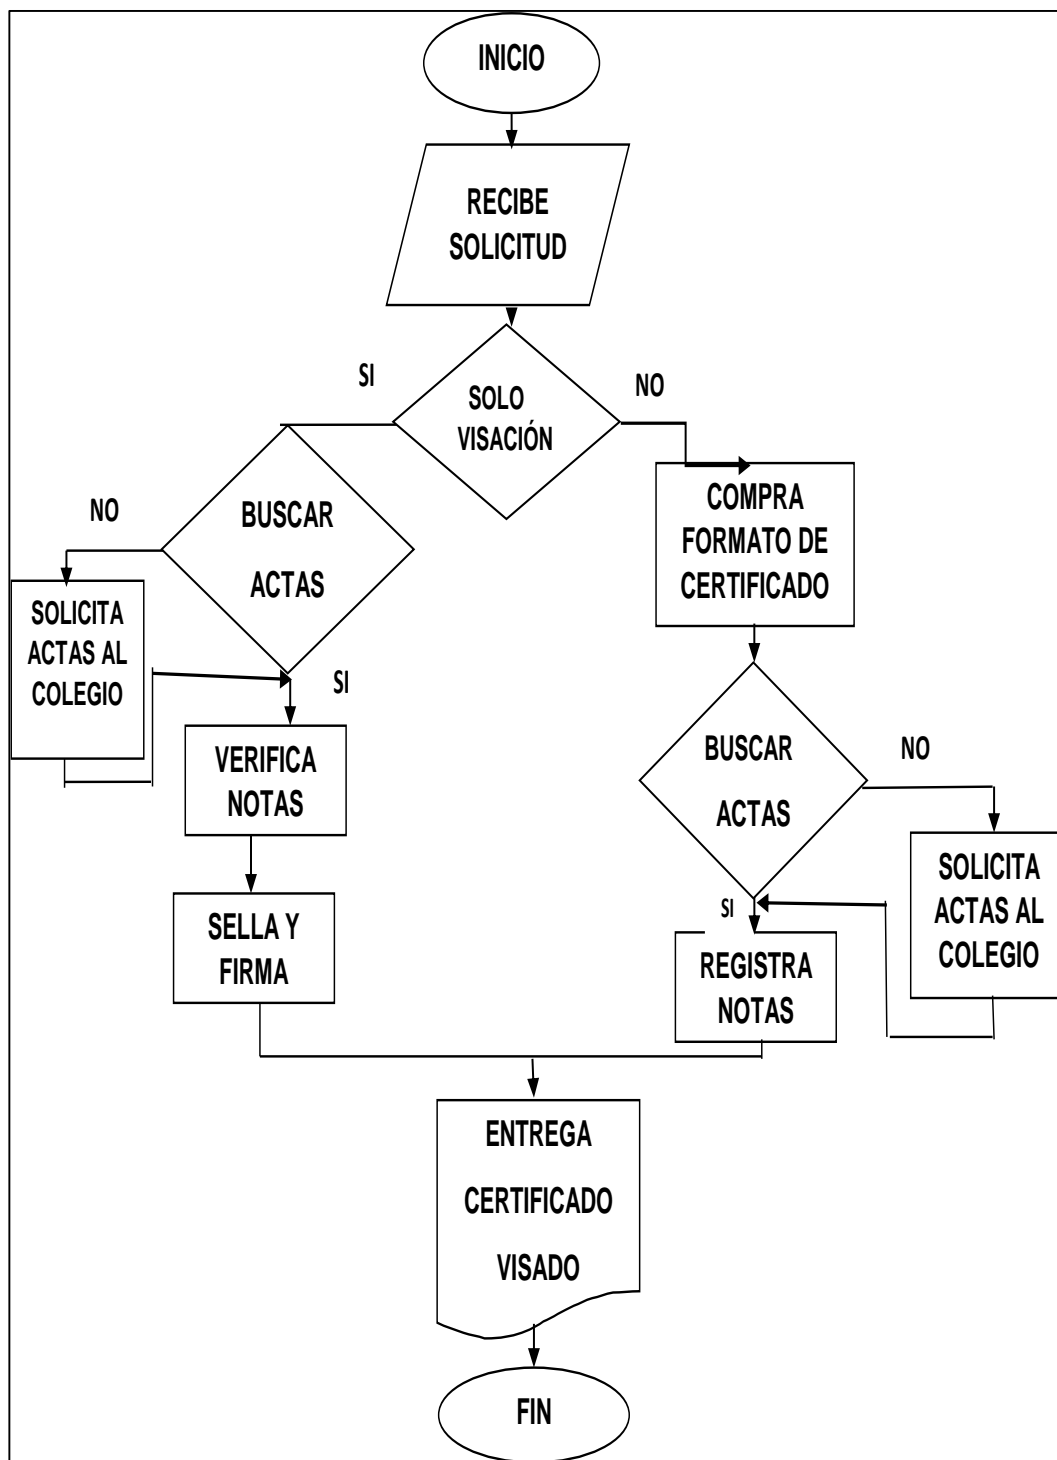 INICIO
RECIBE
SOLICITUD
SI
NO
SOLO
VISACIÓN
NO
BUSCAR
ACTAS
COMPRA
FORMATO DE
CERTIFICADO
SOLICITA
ACTAS AL
COLEGIO
SI
VERIFICA
NOTAS
BUSCAR
ACTAS
NO
SOLICITA
ACTAS AL
COLEGIO
SELLA Y
FIRMA
SI
REGISTRA
NOTAS
ENTREGA
CERTIFICADO
VISADO
FIN